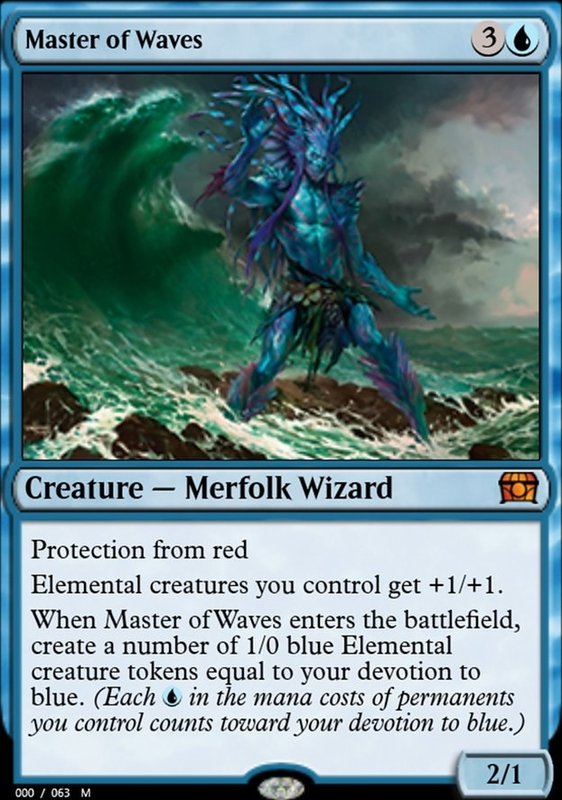 Master of Waves
3
Creature — Merfolk Wizard
Protection from red
Elemental creatures you control get +1/+1.
When Master of Waves enters the battlefield,
create a number of 1/0 blue Elemental
creature tokens equal to your devotion to
blue. (Each in the mana costs of permanents
you control counts toward your devotion to blue.)
2/1
000 / 063 M